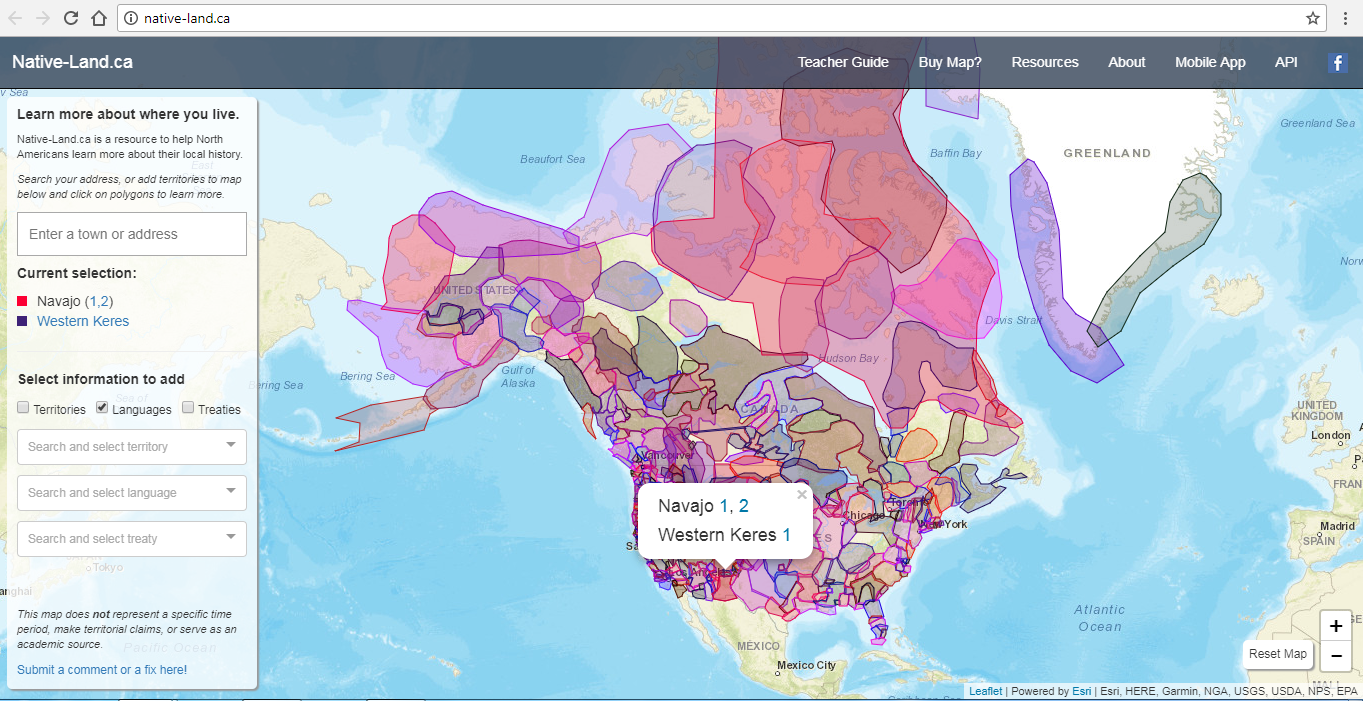 native-land.ca
Native-Land.ca
Teacher Guide
Buy Map?
Resources
About
Mobile App
API
f
Learn more about where you live.
Native-Land.ca is a resource to help North
Americans learn more about their local history.
Search your address, or add territories to map
below and click on polygons to learn more.
Enter a town or address
Current selection:
Navajo (1,2)
Western Keres
Select information to add
Territories
Languages
Treaties
Search and select territory
Search and select language
Search and select treaty
Tokyo
This map does not represent a specific time
period, make territorial claims, or serve as an
academic source.
Pacific Ocean
Submit a comment or a fix here!
Beaufort Sea
Baffin Bay
GREENLAND
Greenland Sea
UNITED STATES
Davis Strait
Bering Sea
Bering Sea
Gulf of
Alaska
Hudson Bay
CANADA
Vancouver
UNITED
KINGDOM
London
Navajo 1, 2
Western Keres 1
×
Chicago
Toronto
New York
Los Angeles
Madrid
SPAIN
MÉXICO
Mexico City
Atlantic
Ocean
+
−
Reset Map
Leaflet | Powered by Esri | Esri, HERE, Garmin, NGA, USGS, USDA, NPS, EPA